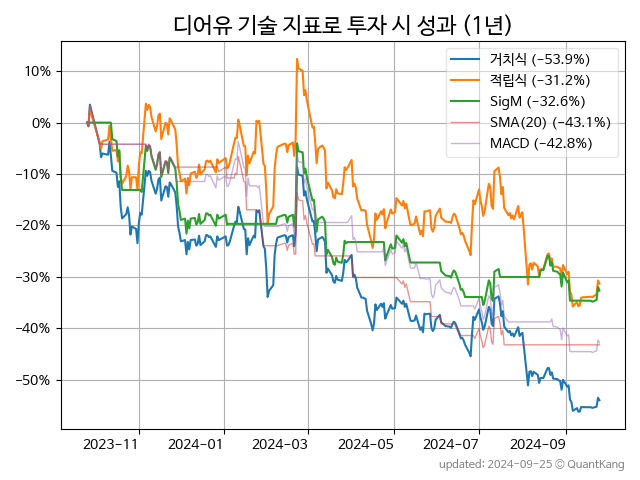 디어유 기술 지표로 투자 시 성과 (1년)
거치식 (−53.9%)
적립식 (−31.2%)
SigM (−32.6%)
SMA(20) (−43.1%)
MACD (−42.8%)
10%
0%
−10%
−20%
−30%
−40%
−50%
2023-11 2024-01 2024-03 2024-05 2024-07 2024-09
updated: 2024-09-25 © QuantKang